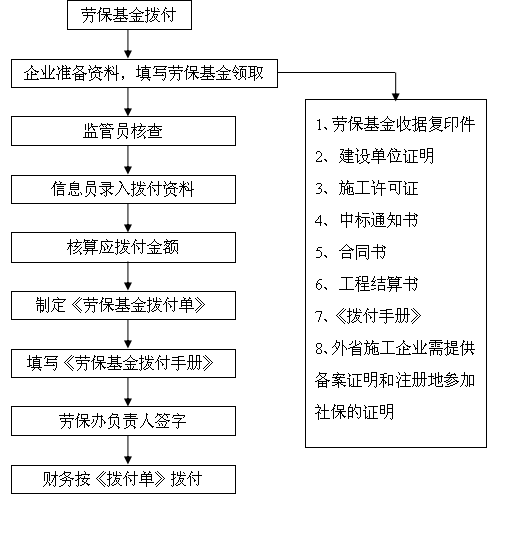 劳保基金拨付
企业准备资料，填写劳保基金领取
监管员核查
信息员录入拨付资料
核算应拨付金额
制定《劳保基金拨付单》
填写《劳保基金拨付手册》
劳保办负责人签字
财务按《拨付单》拨付
1、劳保基金收据复印件
2、建设单位证明
3、施工许可证
4、中标通知书
5、合同书
6、工程结算书
7、《拨付手册》
8、外省施工企业需提供
备案证明和注册地参加
社保的证明